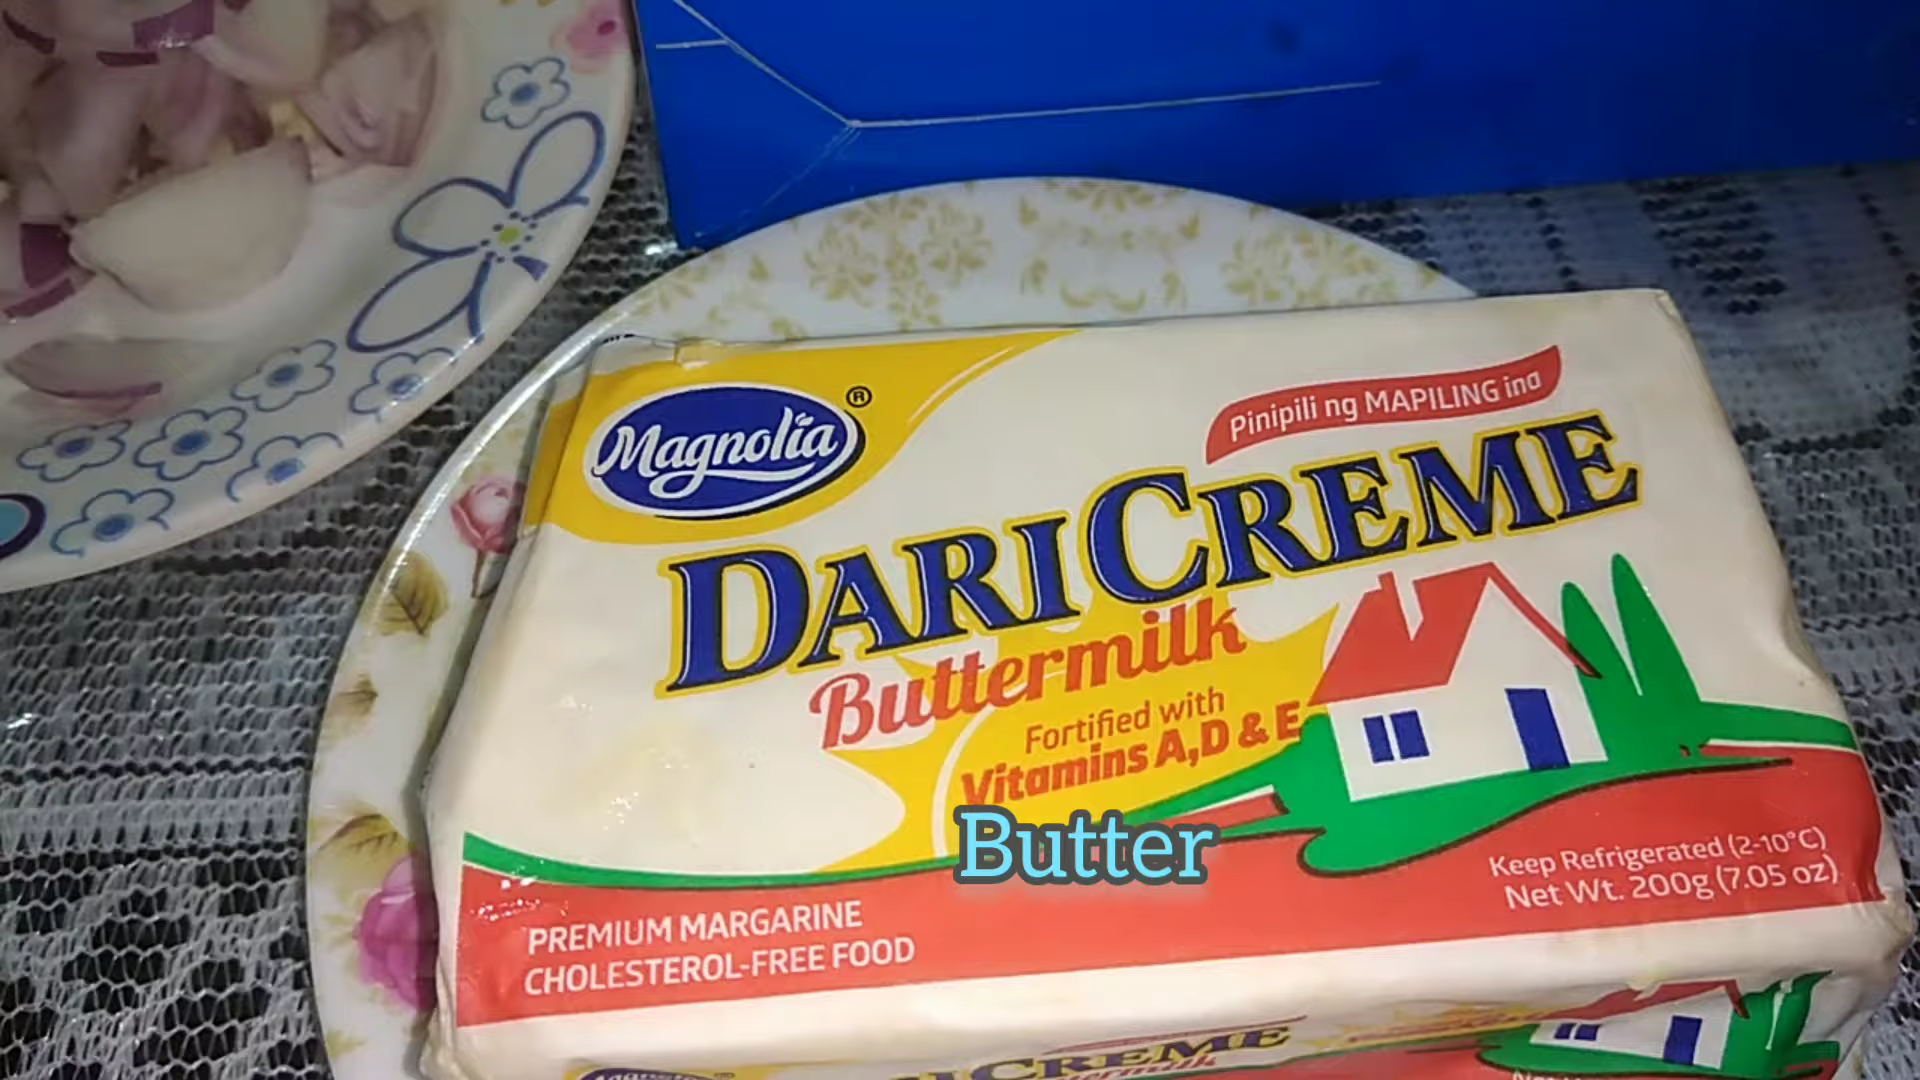 Magnolia ®
Pinipili ng MAPILING ina
DARI CREME
Buttermilk
Fortified with
Vitamins A,D & E
Butter
Keep Refrigerated (2-10°C)
Net Wt. 200g (7.05 oz)
PREMIUM MARGARINE
CHOLESTEROL-FREE FOOD
CREME